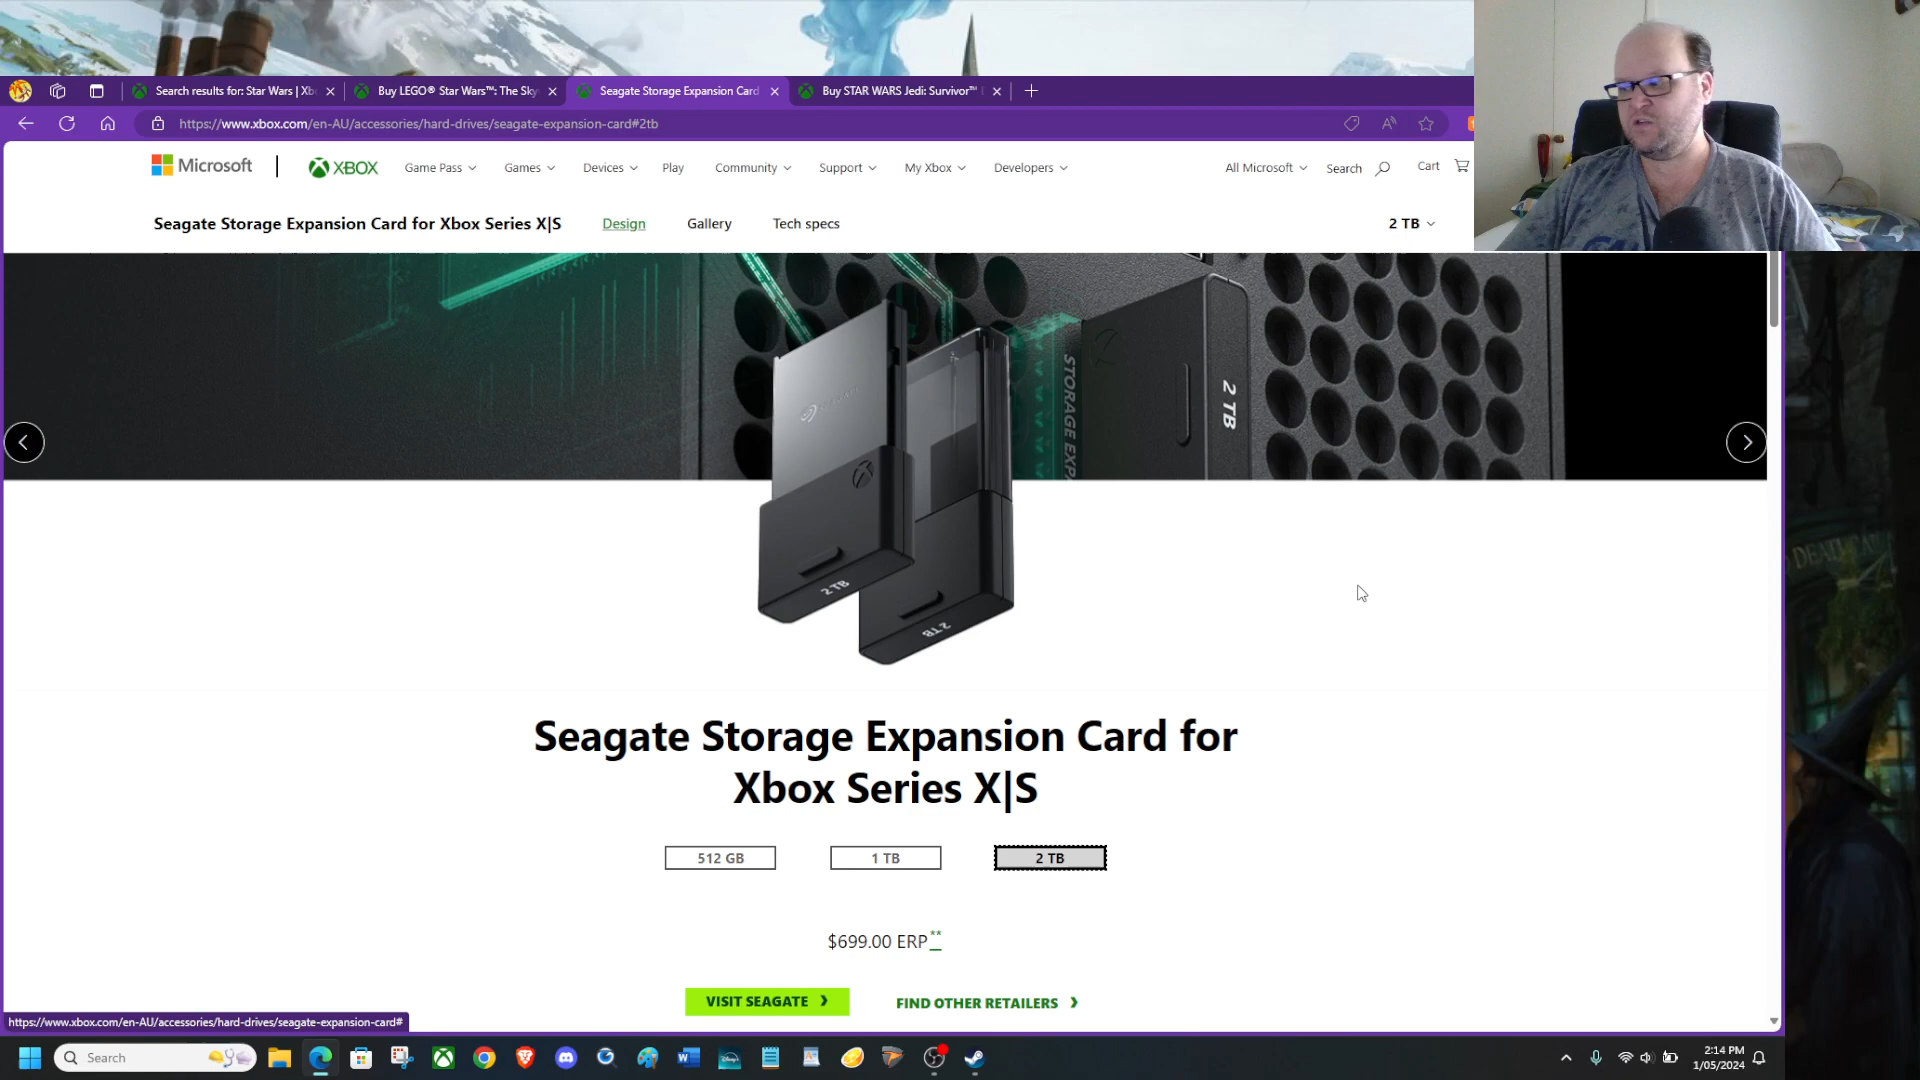 Search results for: Star Wars | Xb
Buy LEGO® Star Wars™: The Sky
Seagate Storage Expansion Card
Buy STAR WARS Jedi: Survivor™
https://www.xbox.com/en-AU/accessories/hard-drives/seagate-expansion-card#2tb
Microsoft
XBOX
Game Pass
Games
Devices
Play
Community
Support
My Xbox
Developers
All Microsoft
Search
Cart
Seagate Storage Expansion Card for Xbox Series X|S
Design
Gallery
Tech specs
2 TB
STORAGE EXPA
2 TB
2 TB
2 TB
Seagate Storage Expansion Card for
Xbox Series X|S
512 GB
1 TB
2 TB
$699.00 ERP**
VISIT SEAGATE
FIND OTHER RETAILERS
https://www.xbox.com/en-AU/accessories/hard-drives/seagate-expansion-card#
Search
2:14 PM
1/05/2024